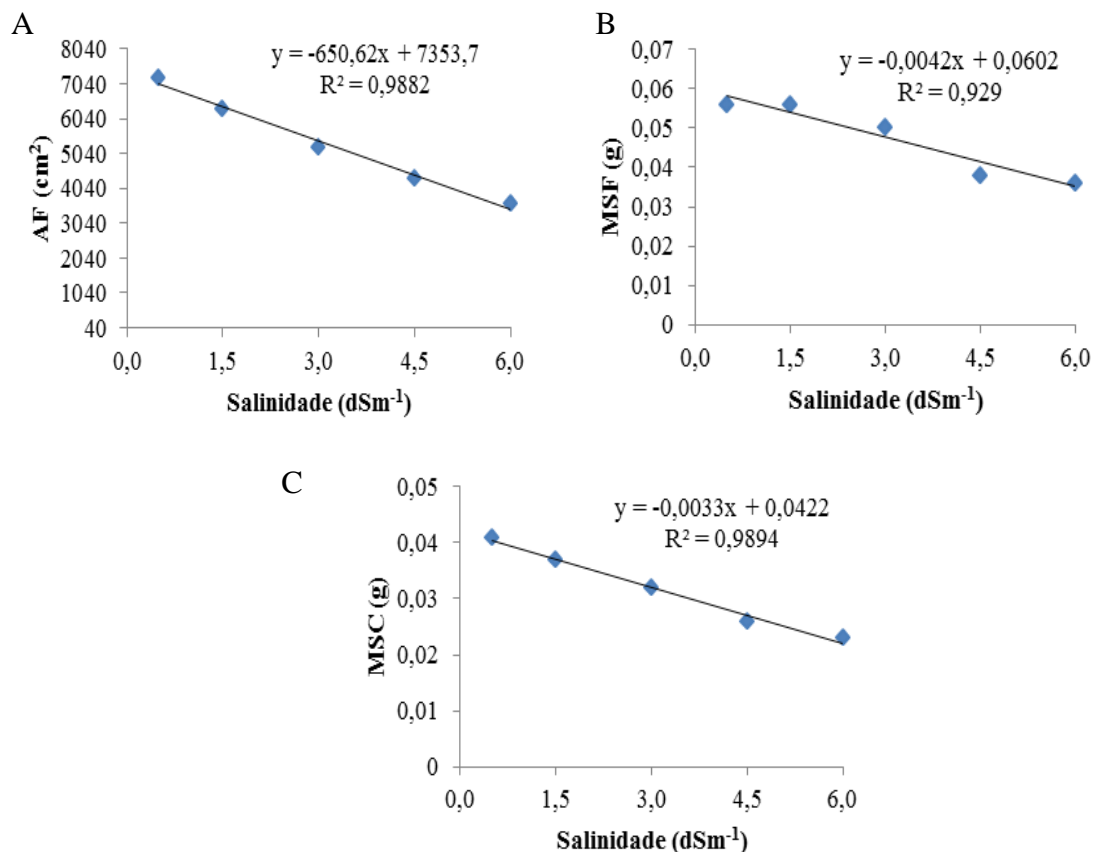 A
y = -650,62x + 7353,7
R² = 0,9882
8040
7040
6040
5040
4040
3040
2040
1040
40
AF (cm²)
0,0 1,5 3,0 4,5 6,0
Salinidade (dSm⁻¹)
B
y = -0,0042x + 0,0602
R² = 0,929
0,07
0,06
0,05
0,04
0,03
0,02
0,01
0
MSF (g)
0,0 1,5 3,0 4,5 6,0
Salinidade (dSm⁻¹)
C
y = -0,0033x + 0,0422
R² = 0,9894
0,05
0,04
0,03
0,02
0,01
0
MSC (g)
0,0 1,5 3,0 4,5 6,0
Salinidade (dSm⁻¹)